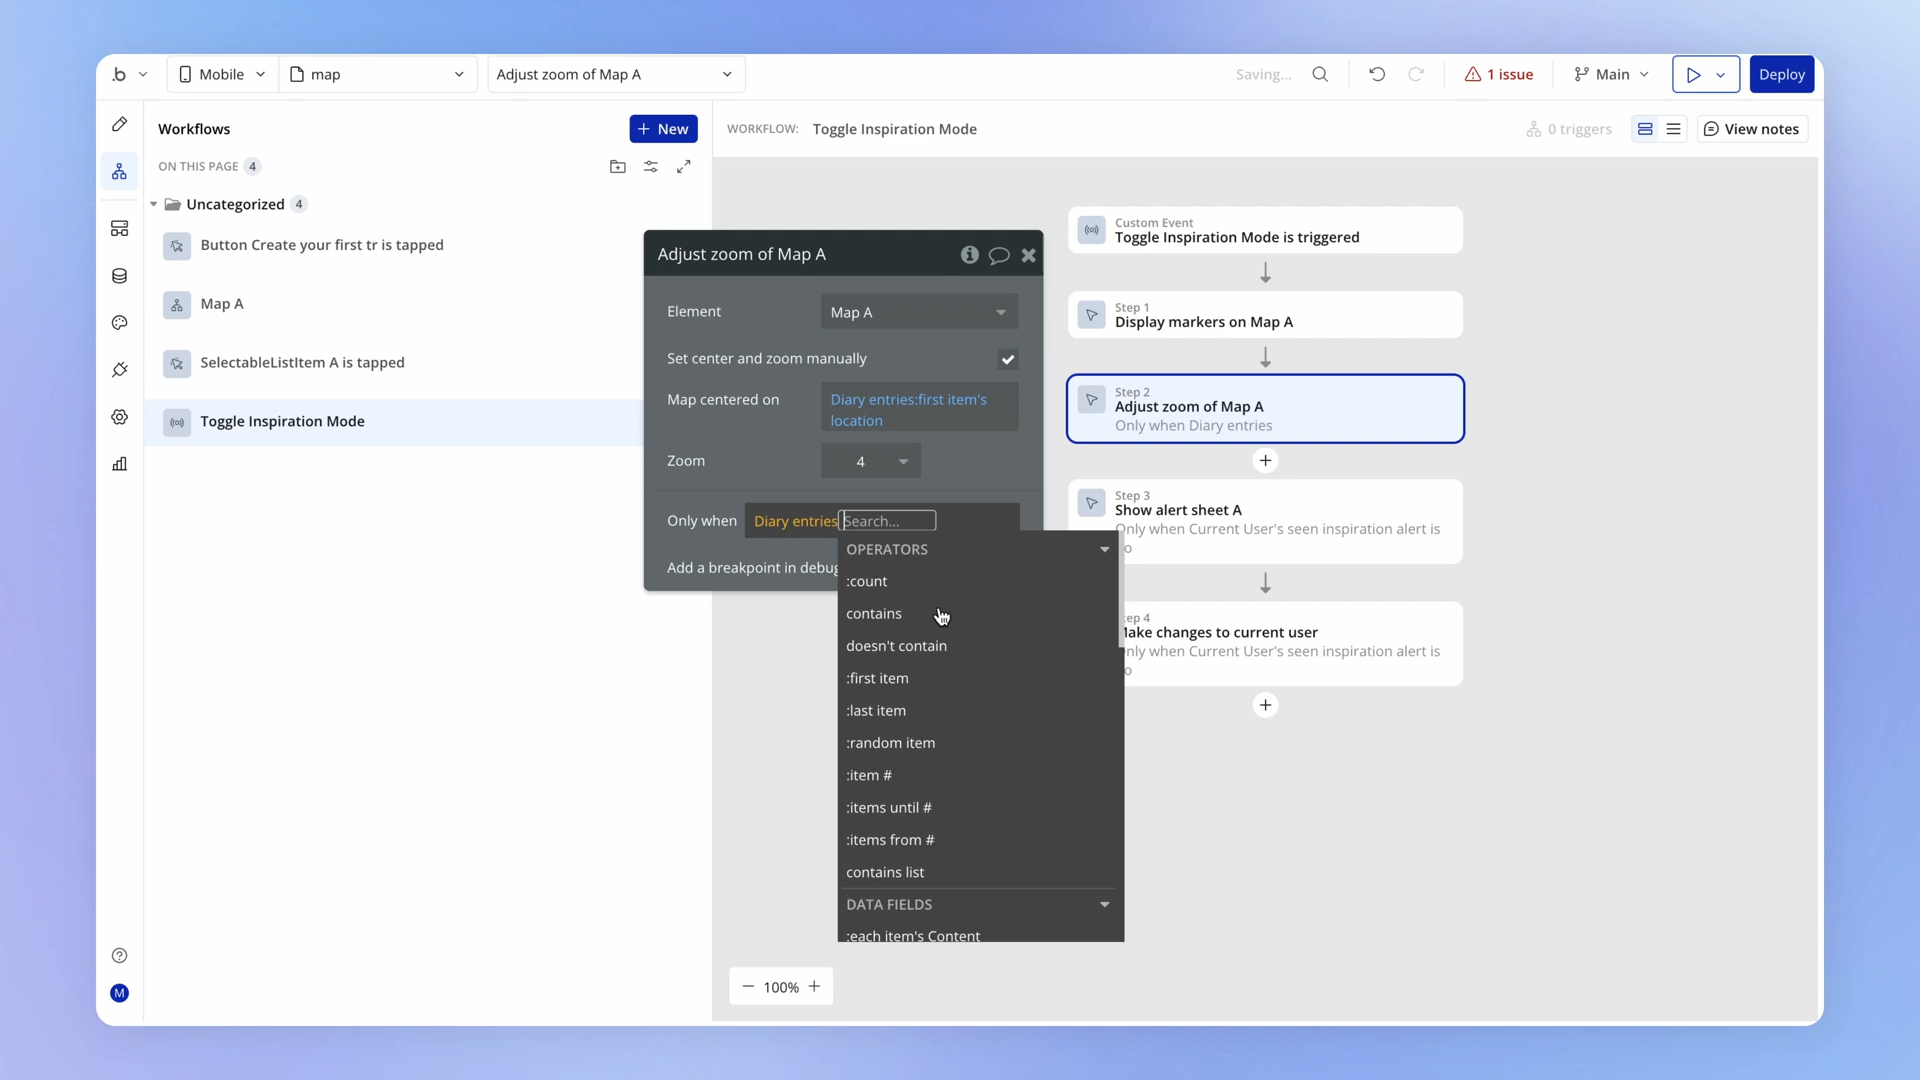 .b
Mobile
map
Adjust zoom of Map A
Saving...
1 issue
Main
Deploy
Workflows
New
ON THIS PAGE 4
Uncategorized 4
Button Create your first tr is tapped
Map A
SelectableListItem A is tapped
Toggle Inspiration Mode
M
WORKFLOW: Toggle Inspiration Mode
0 triggers
View notes
Adjust zoom of Map A
Element
Map A
Set center and zoom manually
Map centered on
Diary entries:first item's
location
Zoom
4
Only when
Diary entries
Search...
Add a breakpoint in debug
OPERATORS
:count
contains
doesn't contain
:first item
:last item
:random item
:item #
:items until #
:items from #
contains list
DATA FIELDS
:each item's Content
Custom Event
Toggle Inspiration Mode is triggered
Step 1
Display markers on Map A
Step 2
Adjust zoom of Map A
Only when Diary entries
Step 3
Show alert sheet A
Only when Current User's seen inspiration alert is
o
ep 4
Make changes to current user
nly when Current User's seen inspiration alert is
o
100%